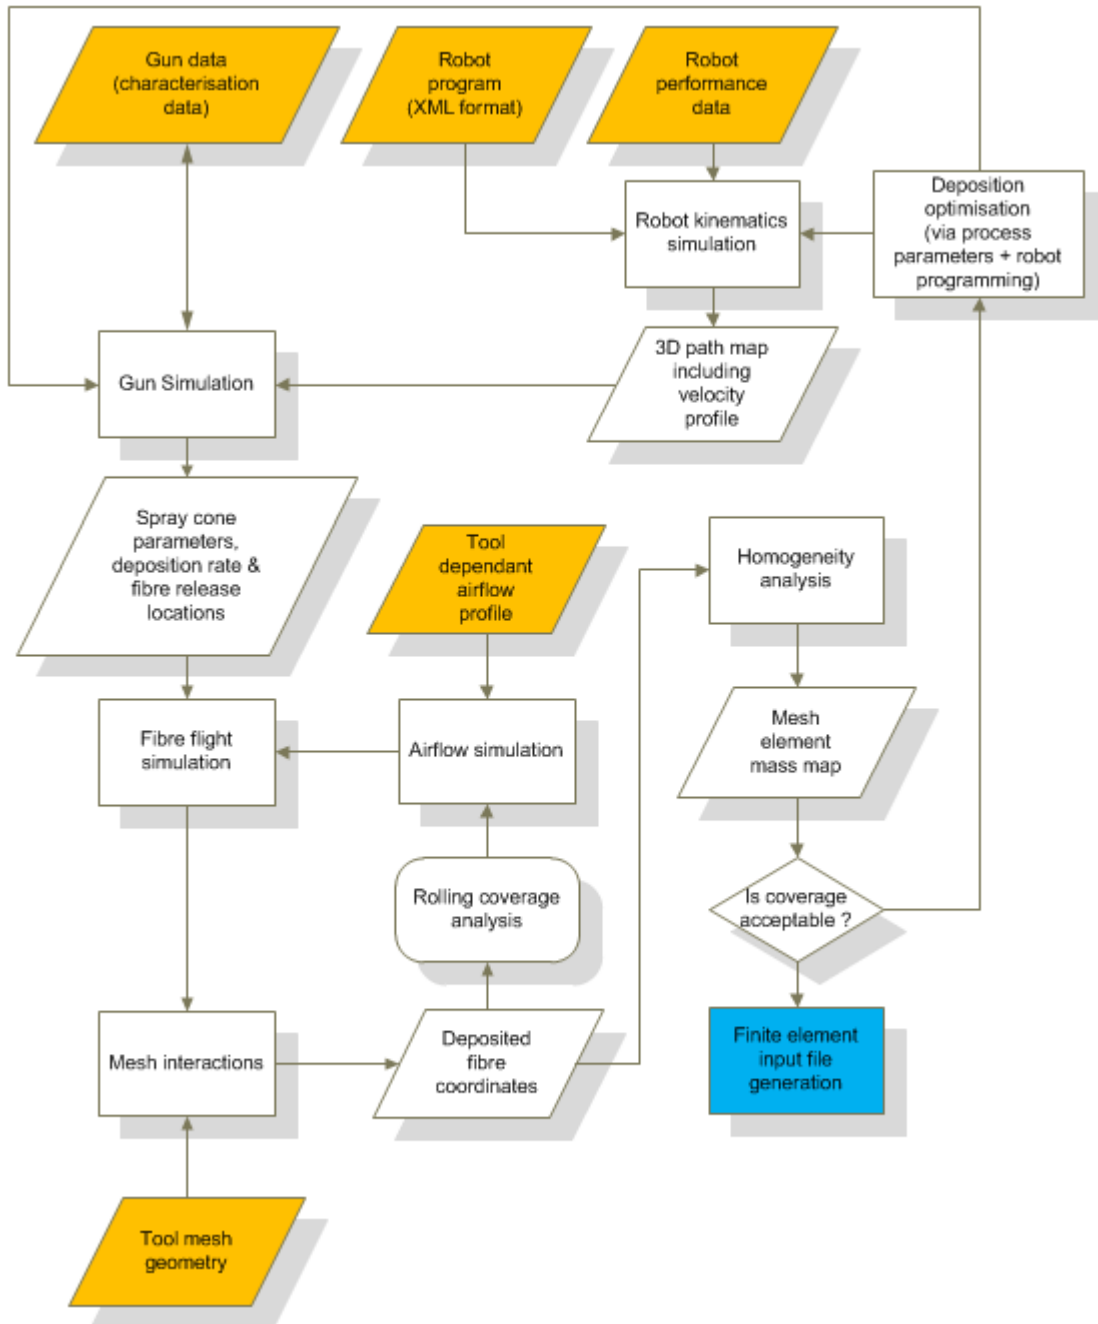 Gun data
(characterisation
data)
Robot
program
(XML format)
Robot
performance
data
Deposition
optimisation
(via process
parameters + robot
programming)
Robot kinematics
simulation
Gun Simulation
3D path map
including
velocity
profile
Spray cone
parameters,
deposition rate &
fibre release
locations
Tool
dependant
airflow
profile
Homogeneity
analysis
Fibre flight
simulation
Airflow simulation
Mesh
element
mass map
Rolling coverage
analysis
Is coverage
acceptable ?
Mesh interactions
Deposited
fibre
coordinates
Finite element
input file
generation
Tool mesh
geometry